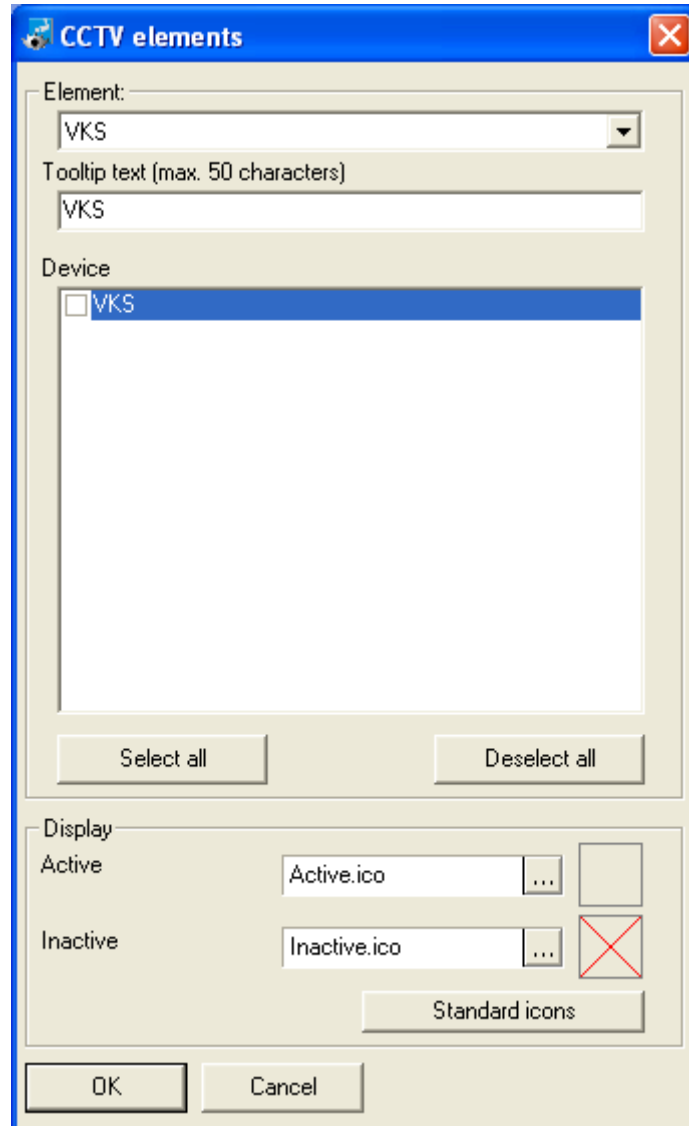 CCTV elements
Element:
VKS
Tooltip text (max. 50 characters)
VKS
Device
VKS
Select all Deselect all
Display
Active Active.ico ...
Inactive Inactive.ico ...
Standard icons
OK Cancel